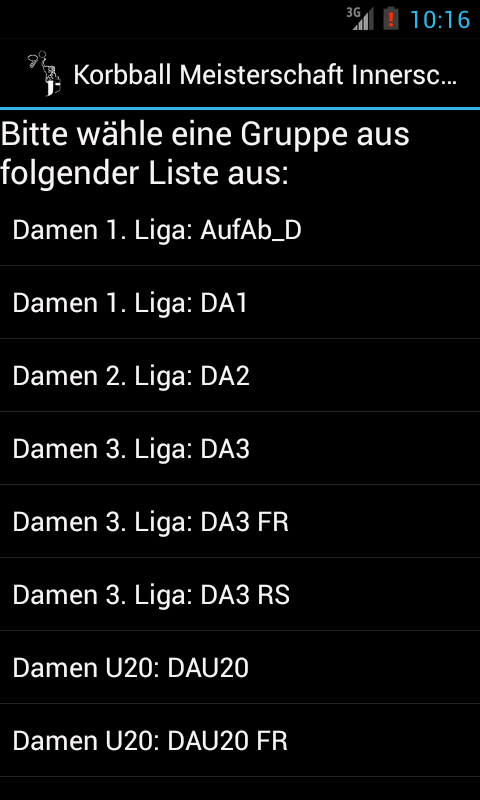 3G 10:16
Korbball Meisterschaft Innersc...
Bitte wähle eine Gruppe aus
folgender Liste aus:
Damen 1. Liga: AufAb_D
Damen 1. Liga: DA1
Damen 2. Liga: DA2
Damen 3. Liga: DA3
Damen 3. Liga: DA3 FR
Damen 3. Liga: DA3 RS
Damen U20: DAU20
Damen U20: DAU20 FR